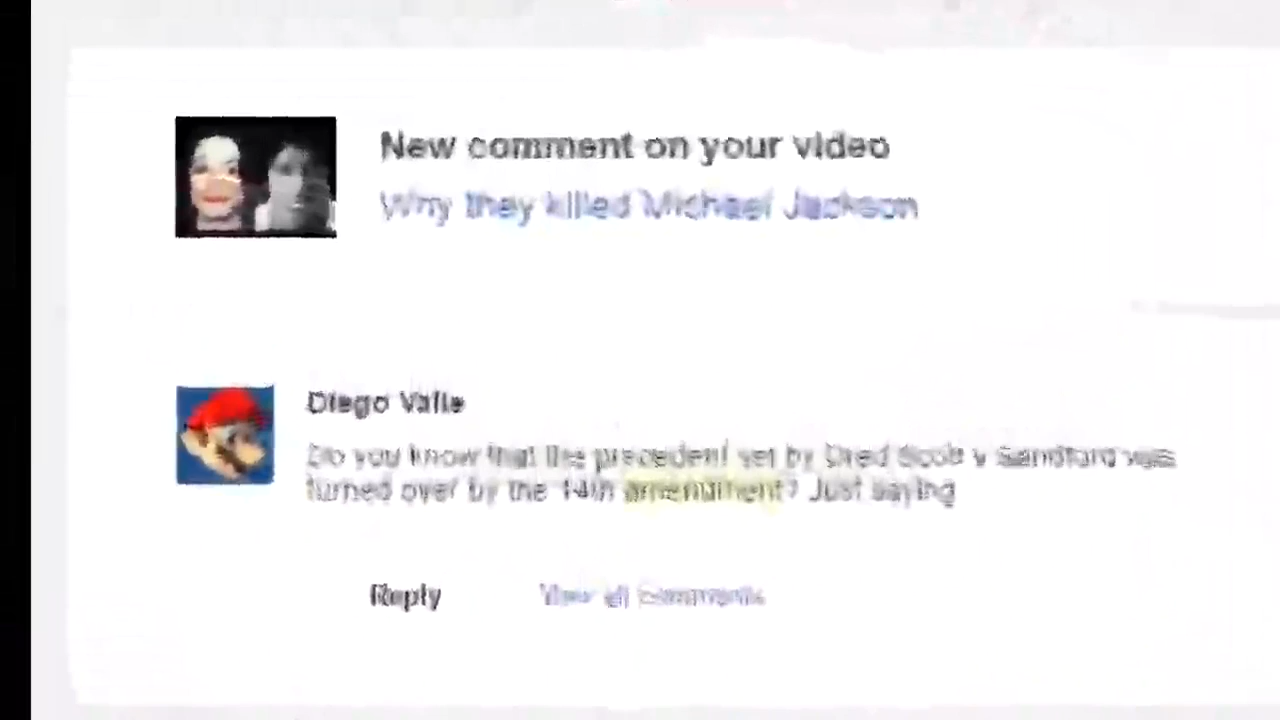 New comment on your video
Why they killed Michael Jackson
Diego Valle
Do you know that the precedent set by Dred Scott v Sandford was
turned over by the 14th amendment? Just saying
Reply
View all comments